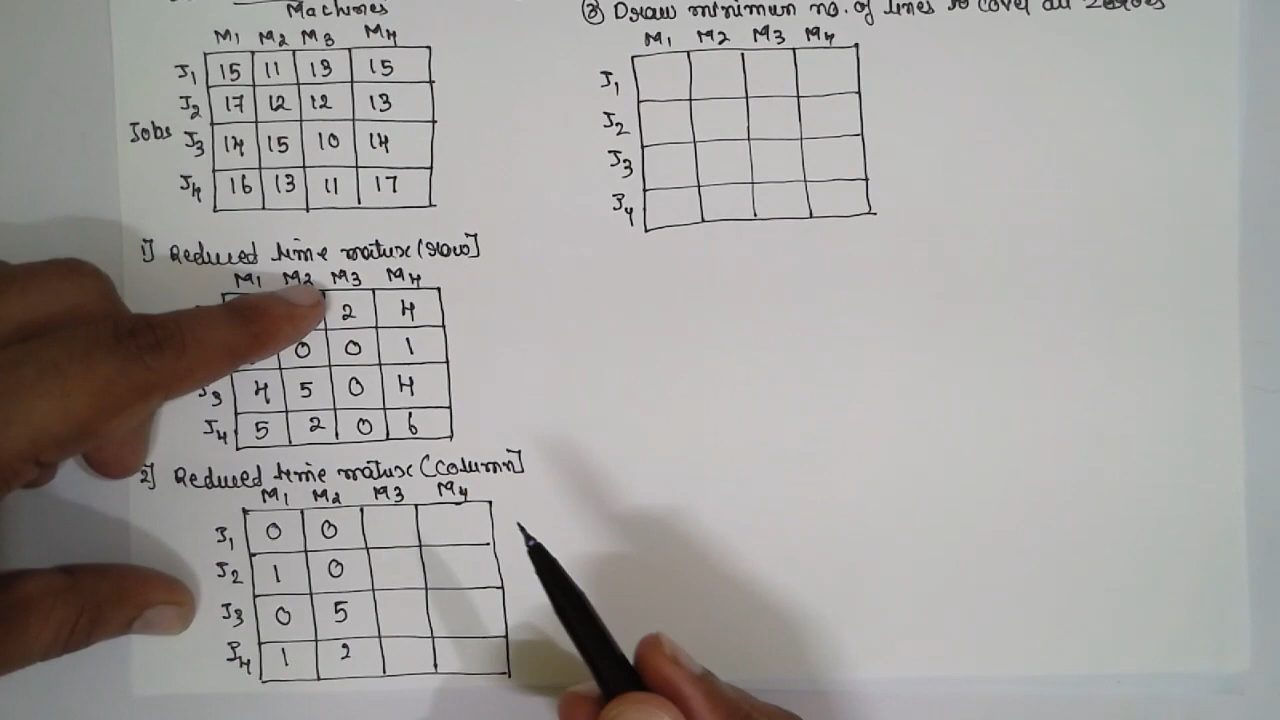 Machines
M1 M2 M3 M4
J1 15 11 13 15
J2 17 12 12 13
Jobs J3 14 15 10 14
J4 16 13 11 17
1] Reduced time matrix (row]
M1 M2 M3 M4
2 4
0 0 1
J3 4 5 0 4
J4 5 2 0 6
2] Reduced time matrix (column]
M1 M2 M3 M4
J1 0 0
J2 1 0
J3 0 5
J4 1 2
③ Draw minimum no. of lines to cover all zeroes
M1 M2 M3 M4
J1
J2
J3
J4